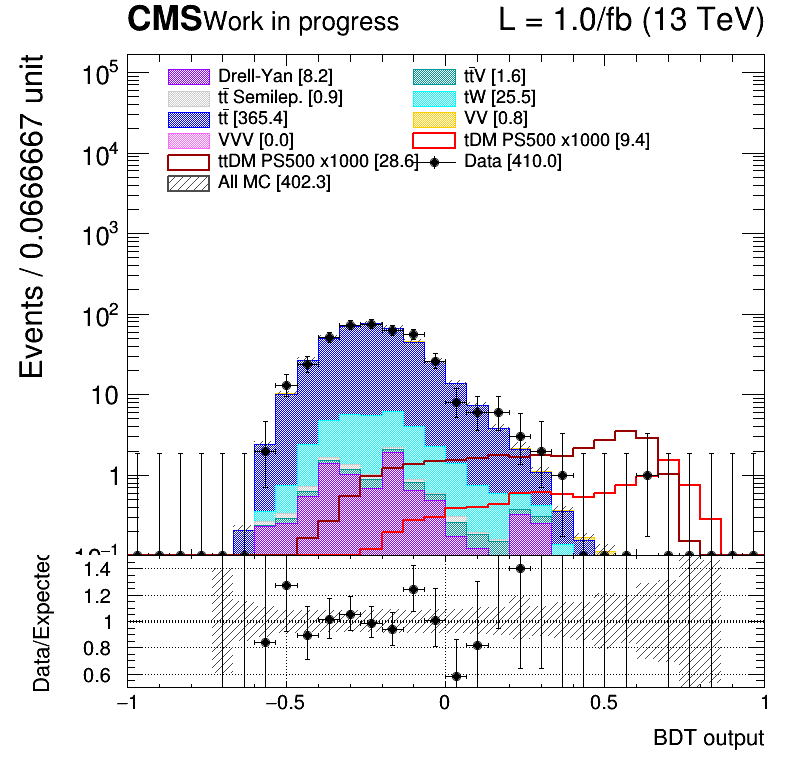 CMS Work in progress L = 1.0/fb (13 TeV)
Events / 0.0666667 unit
10⁵
10⁴
10³
10²
10
1
10⁻¹
Drell-Yan [8.2]
tt̄V [1.6]
tt̄ Semilep. [0.9]
tW [25.5]
tt̄ [365.4]
VV [0.8]
VVV [0.0]
tDM PS500 x1000 [9.4]
ttDM PS500 x1000 [28.6]
Data [410.0]
All MC [402.3]
Data/Expected
1.4
1.2
1
0.8
0.6
−1 −0.5 0 0.5 1
BDT output